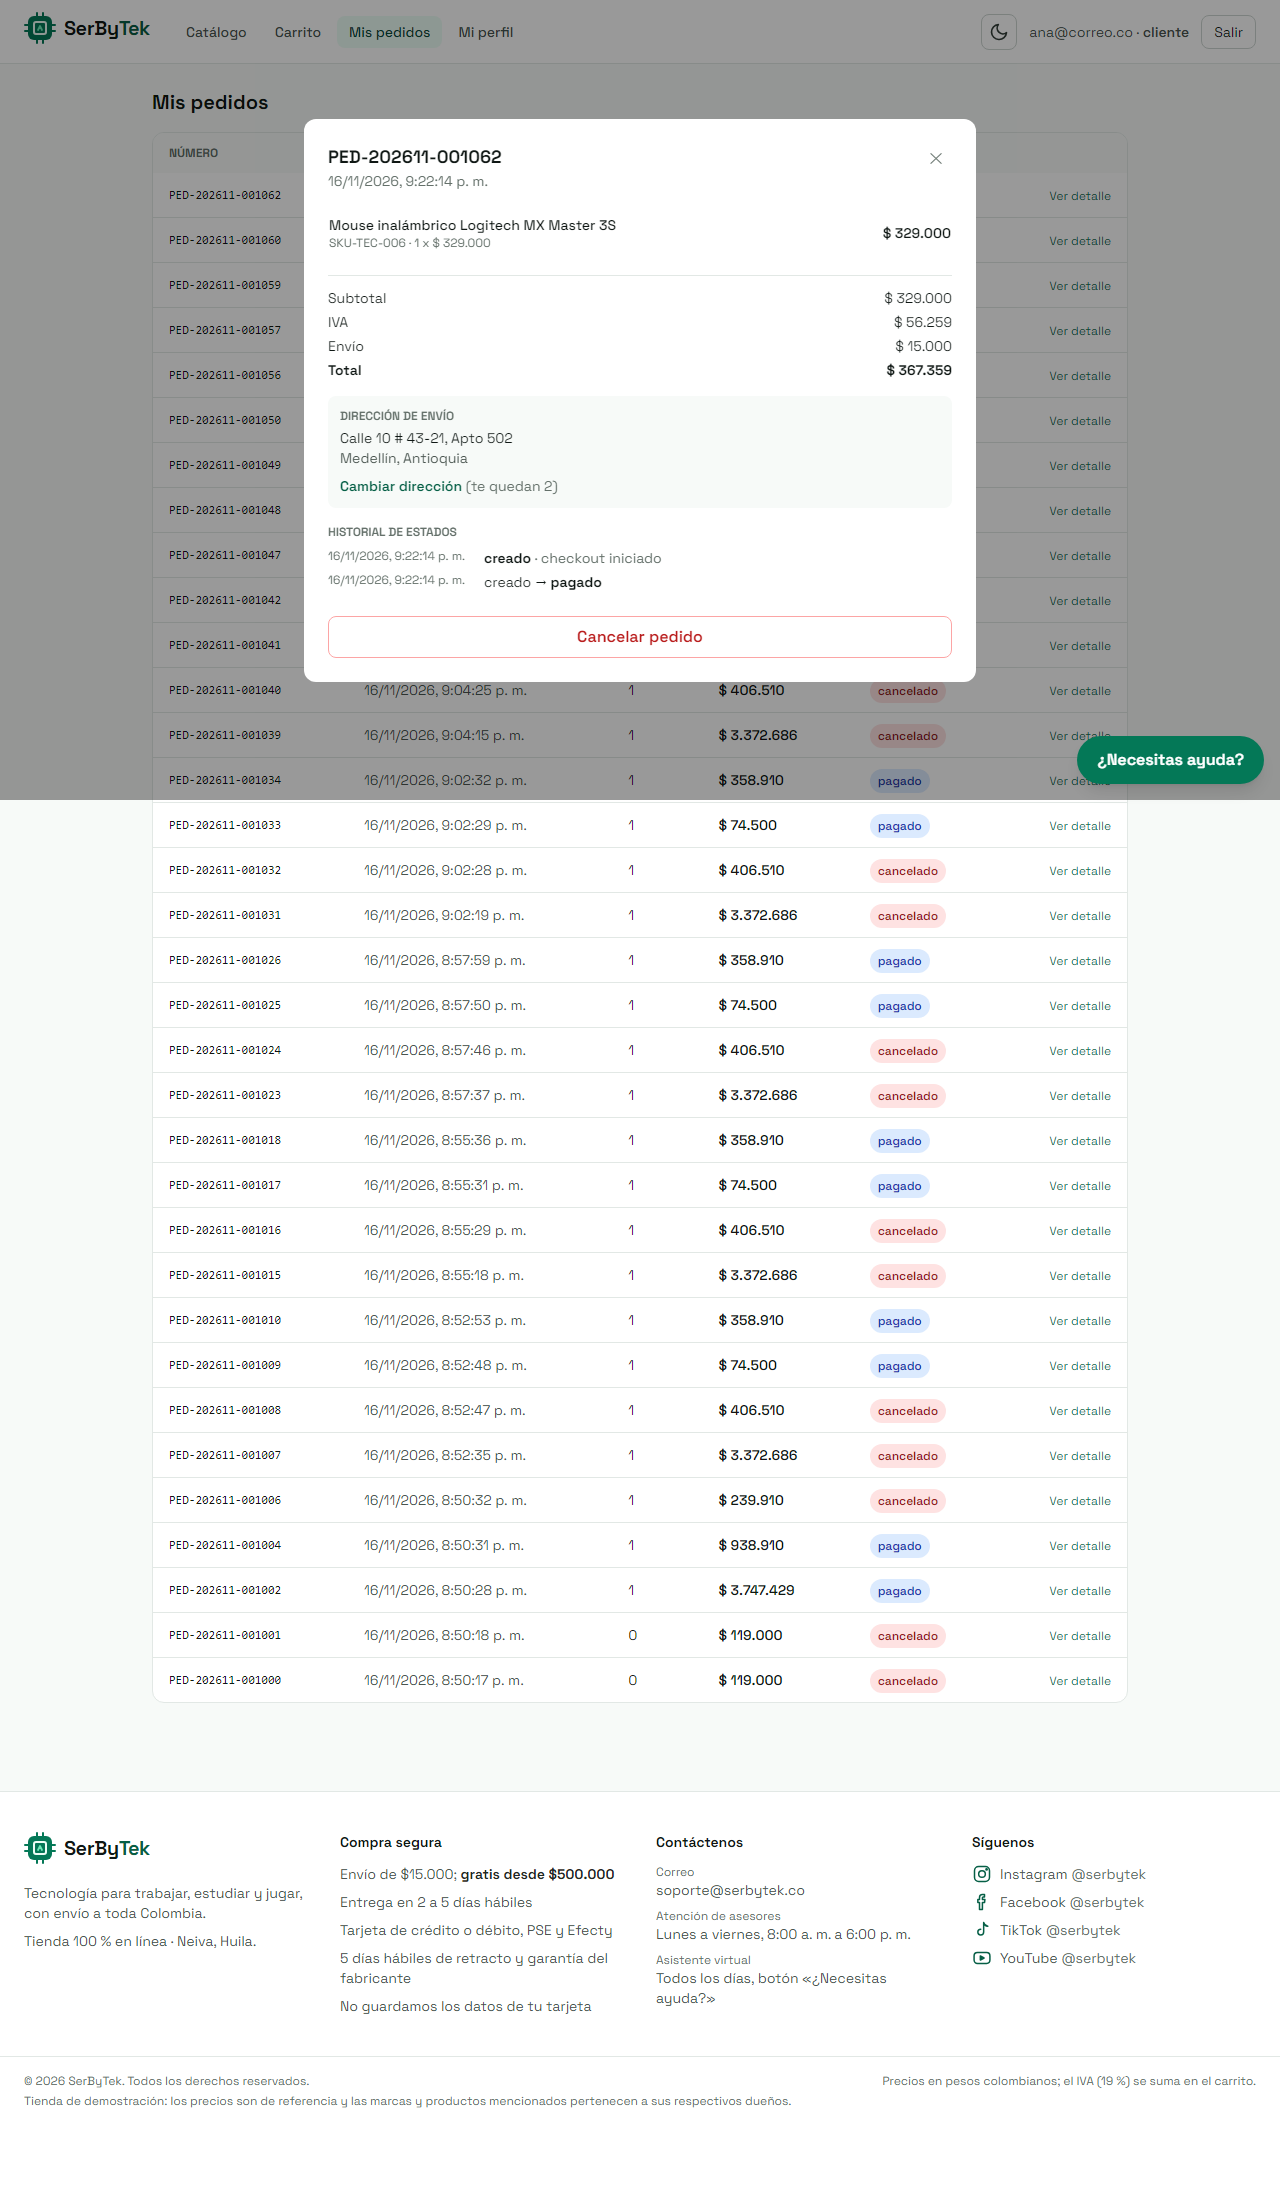 SerByTek
Catálogo Carrito Mis pedidos Mi perfil
ana@correo.co · cliente Salir
Mis pedidos
NÚMERO
PED-202611-001062 Ver detalle
PED-202611-001060 Ver detalle
PED-202611-001059 Ver detalle
PED-202611-001057 Ver detalle
PED-202611-001056 Ver detalle
PED-202611-001050 Ver detalle
PED-202611-001049 Ver detalle
PED-202611-001048 Ver detalle
PED-202611-001047 Ver detalle
PED-202611-001042 Ver detalle
PED-202611-001041 Ver detalle
PED-202611-001062
16/11/2026, 9:22:14 p. m.
Mouse inalámbrico Logitech MX Master 3S
SKU-TEC-006 · 1 x $ 329.000
$ 329.000
Subtotal $ 329.000
IVA $ 56.259
Envío $ 15.000
Total $ 367.359
DIRECCIÓN DE ENVÍO
Calle 10 # 43-21, Apto 502
Medellín, Antioquia
Cambiar dirección (te quedan 2)
HISTORIAL DE ESTADOS
16/11/2026, 9:22:14 p. m. creado · checkout iniciado
16/11/2026, 9:22:14 p. m. creado → pagado
Cancelar pedido
PED-202611-001040 16/11/2026, 9:04:25 p. m. 1 $ 406.510 cancelado Ver detalle
PED-202611-001039 16/11/2026, 9:04:15 p. m. 1 $ 3.372.686 cancelado Ver detalle
¿Necesitas ayuda?
PED-202611-001034 16/11/2026, 9:02:32 p. m. 1 $ 358.910 pagado Ver detalle
PED-202611-001033 16/11/2026, 9:02:29 p. m. 1 $ 74.500 pagado Ver detalle
PED-202611-001032 16/11/2026, 9:02:28 p. m. 1 $ 406.510 cancelado Ver detalle
PED-202611-001031 16/11/2026, 9:02:19 p. m. 1 $ 3.372.686 cancelado Ver detalle
PED-202611-001026 16/11/2026, 8:57:59 p. m. 1 $ 358.910 pagado Ver detalle
PED-202611-001025 16/11/2026, 8:57:50 p. m. 1 $ 74.500 pagado Ver detalle
PED-202611-001024 16/11/2026, 8:57:46 p. m. 1 $ 406.510 cancelado Ver detalle
PED-202611-001023 16/11/2026, 8:57:37 p. m. 1 $ 3.372.686 cancelado Ver detalle
PED-202611-001018 16/11/2026, 8:55:36 p. m. 1 $ 358.910 pagado Ver detalle
PED-202611-001017 16/11/2026, 8:55:31 p. m. 1 $ 74.500 pagado Ver detalle
PED-202611-001016 16/11/2026, 8:55:29 p. m. 1 $ 406.510 cancelado Ver detalle
PED-202611-001015 16/11/2026, 8:55:18 p. m. 1 $ 3.372.686 cancelado Ver detalle
PED-202611-001010 16/11/2026, 8:52:53 p. m. 1 $ 358.910 pagado Ver detalle
PED-202611-001009 16/11/2026, 8:52:48 p. m. 1 $ 74.500 pagado Ver detalle
PED-202611-001008 16/11/2026, 8:52:47 p. m. 1 $ 406.510 cancelado Ver detalle
PED-202611-001007 16/11/2026, 8:52:35 p. m. 1 $ 3.372.686 cancelado Ver detalle
PED-202611-001006 16/11/2026, 8:50:32 p. m. 1 $ 239.910 cancelado Ver detalle
PED-202611-001004 16/11/2026, 8:50:31 p. m. 1 $ 938.910 pagado Ver detalle
PED-202611-001002 16/11/2026, 8:50:28 p. m. 1 $ 3.747.429 pagado Ver detalle
PED-202611-001001 16/11/2026, 8:50:18 p. m. 0 $ 119.000 cancelado Ver detalle
PED-202611-001000 16/11/2026, 8:50:17 p. m. 0 $ 119.000 cancelado Ver detalle
SerByTek
Tecnología para trabajar, estudiar y jugar,
con envío a toda Colombia.
Tienda 100 % en línea · Neiva, Huila.
Compra segura
Envío de $15.000; gratis desde $500.000
Entrega en 2 a 5 días hábiles
Tarjeta de crédito o débito, PSE y Efecty
5 días hábiles de retracto y garantía del
fabricante
No guardamos los datos de tu tarjeta
Contáctenos
Correo
soporte@serbytek.co
Atención de asesores
Lunes a viernes, 8:00 a. m. a 6:00 p. m.
Asistente virtual
Todos los días, botón «¿Necesitas
ayuda?»
Síguenos
Instagram @serbytek
Facebook @serbytek
TikTok @serbytek
YouTube @serbytek
© 2026 SerByTek. Todos los derechos reservados.
Precios en pesos colombianos; el IVA (19 %) se suma en el carrito.
Tienda de demostración: los precios son de referencia y las marcas y productos mencionados pertenecen a sus respectivos dueños.